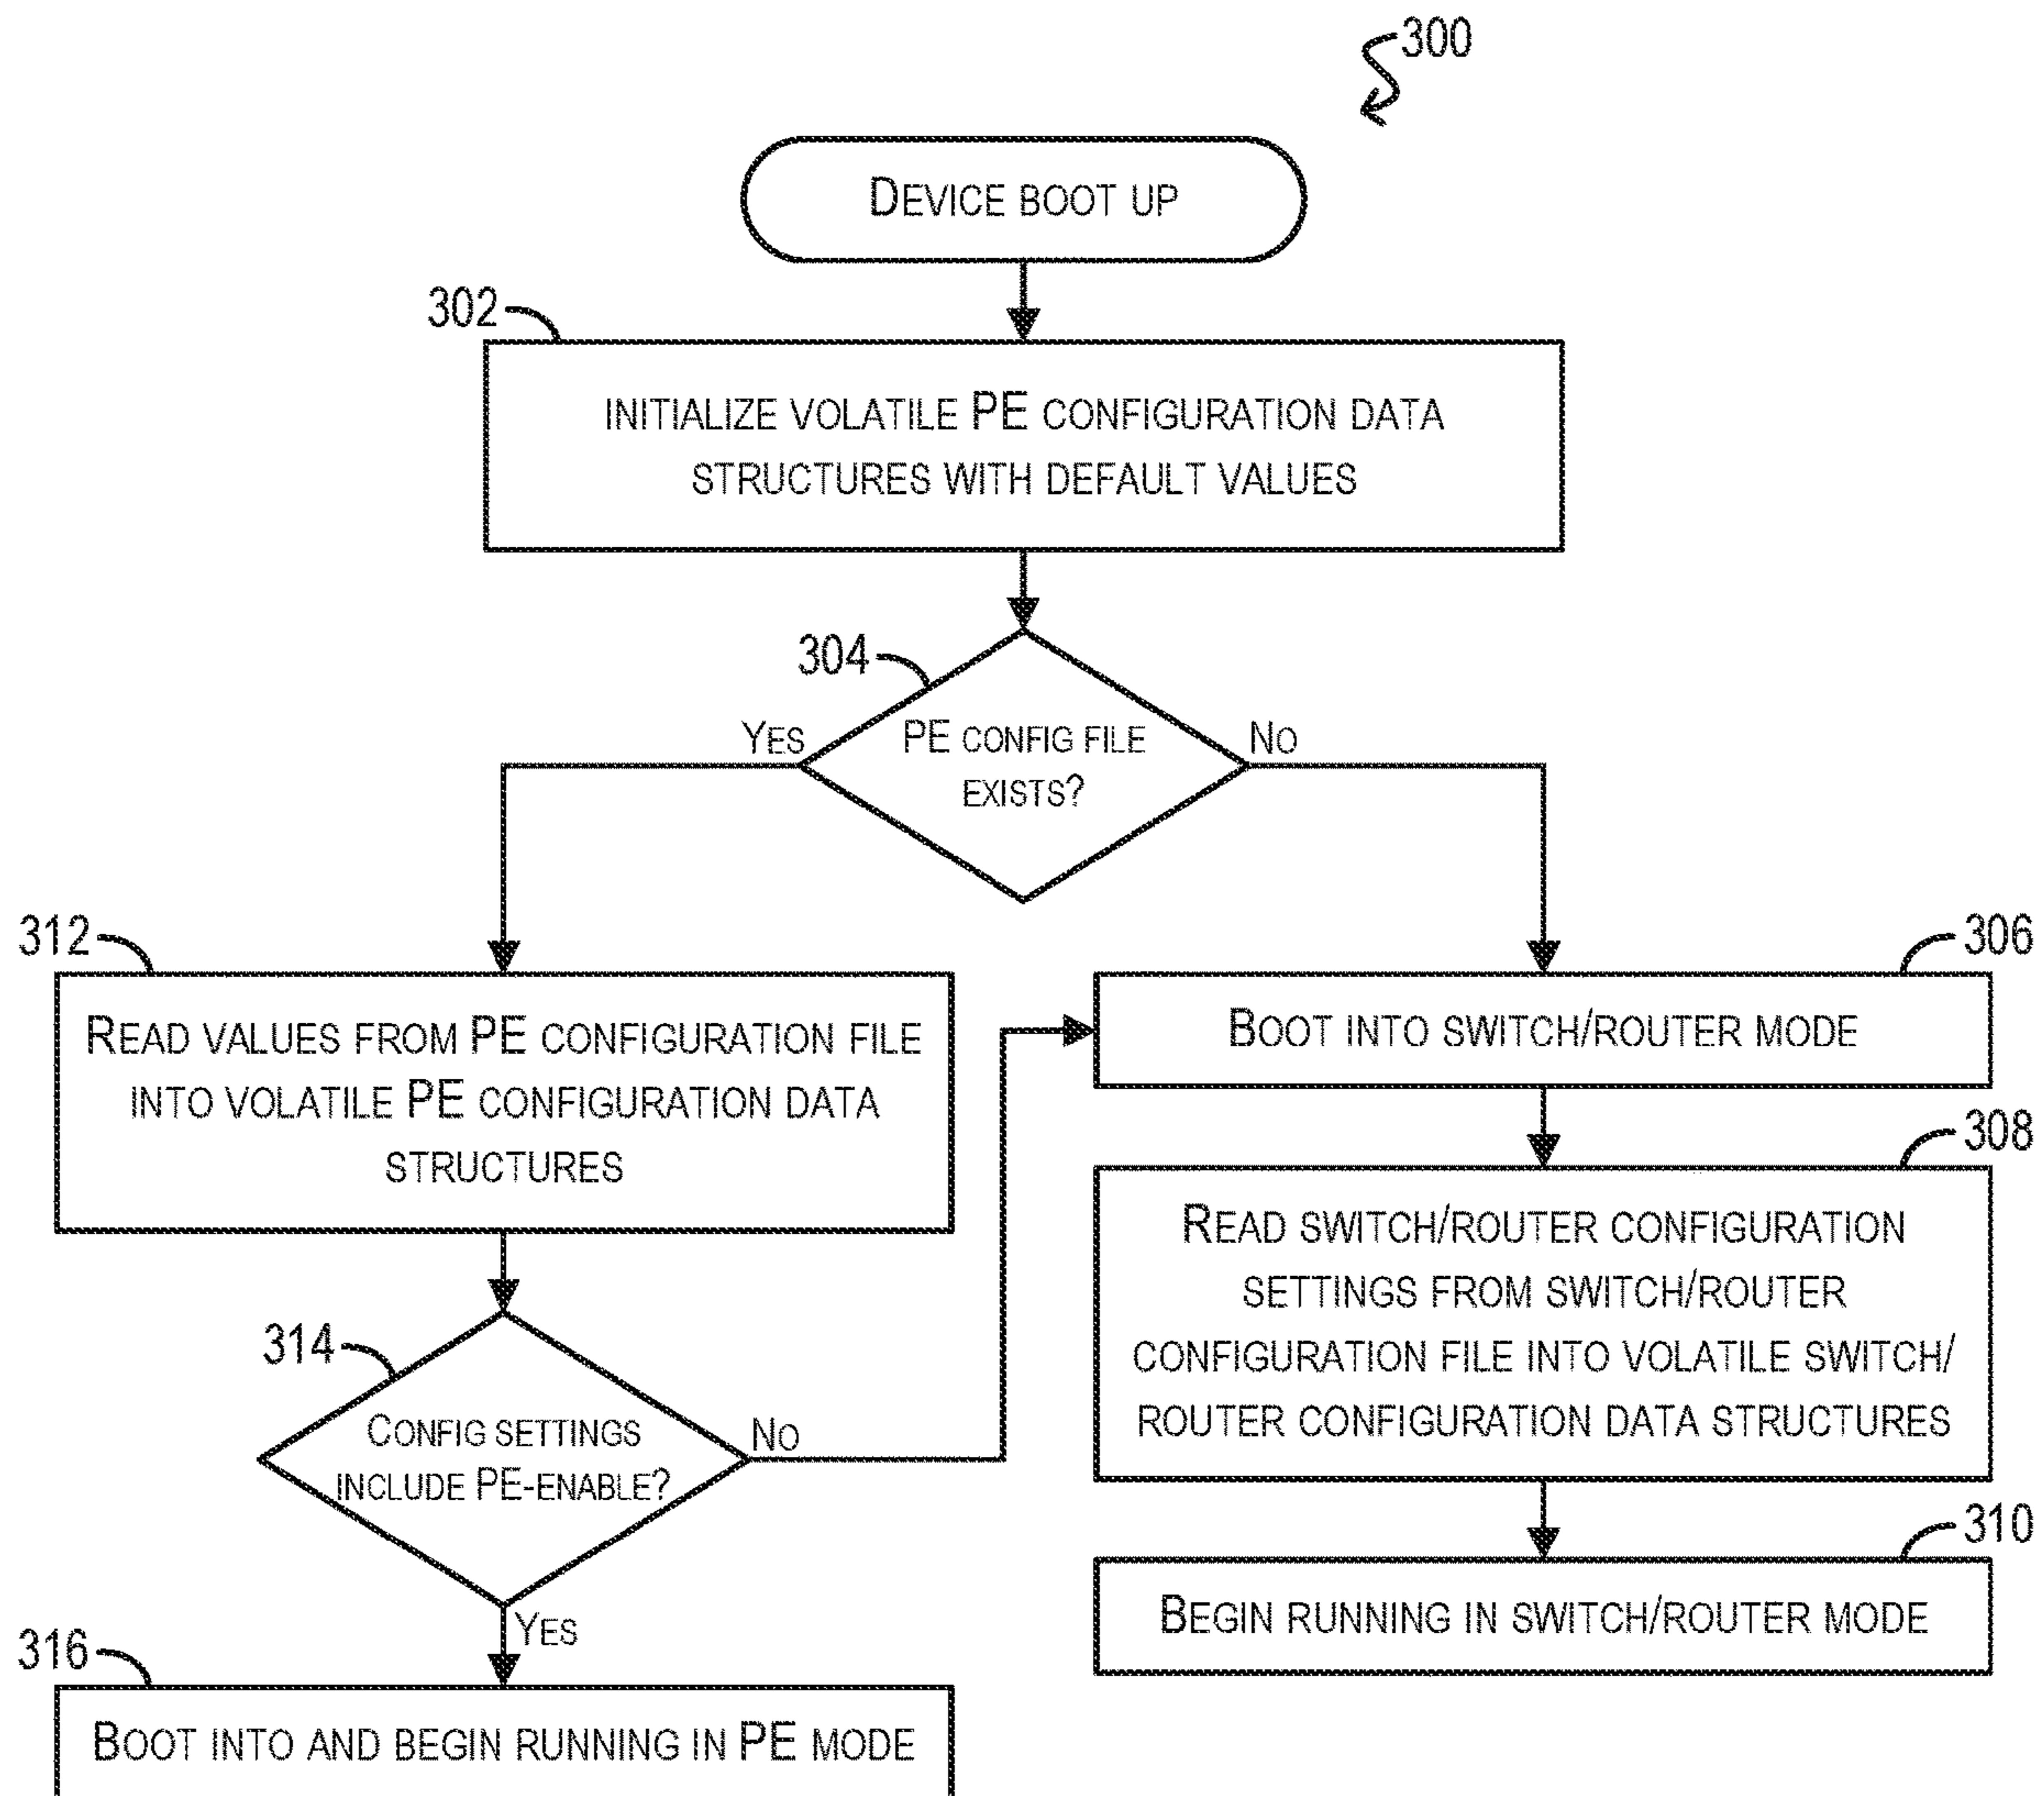 300
DEVICE BOOT UP
302
INITIALIZE VOLATILE PE CONFIGURATION DATA
STRUCTURES WITH DEFAULT VALUES
304
PE CONFIG FILE
EXISTS?
YES
NO
312
READ VALUES FROM PE CONFIGURATION FILE
INTO VOLATILE PE CONFIGURATION DATA
STRUCTURES
306
BOOT INTO SWITCH/ROUTER MODE
308
READ SWITCH/ROUTER CONFIGURATION
SETTINGS FROM SWITCH/ROUTER
CONFIGURATION FILE INTO VOLATILE SWITCH/
ROUTER CONFIGURATION DATA STRUCTURES
314
CONFIG SETTINGS
INCLUDE PE-ENABLE?
NO
YES
310
BEGIN RUNNING IN SWITCH/ROUTER MODE
316
BOOT INTO AND BEGIN RUNNING IN PE MODE